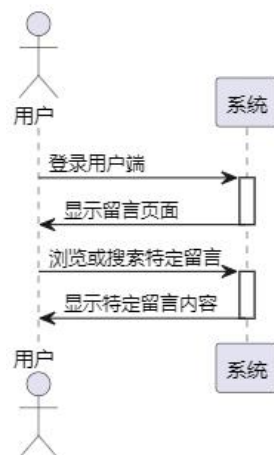 用户
系统
登录用户端
显示留言页面
浏览或搜索特定留言
显示特定留言内容
用户
系统